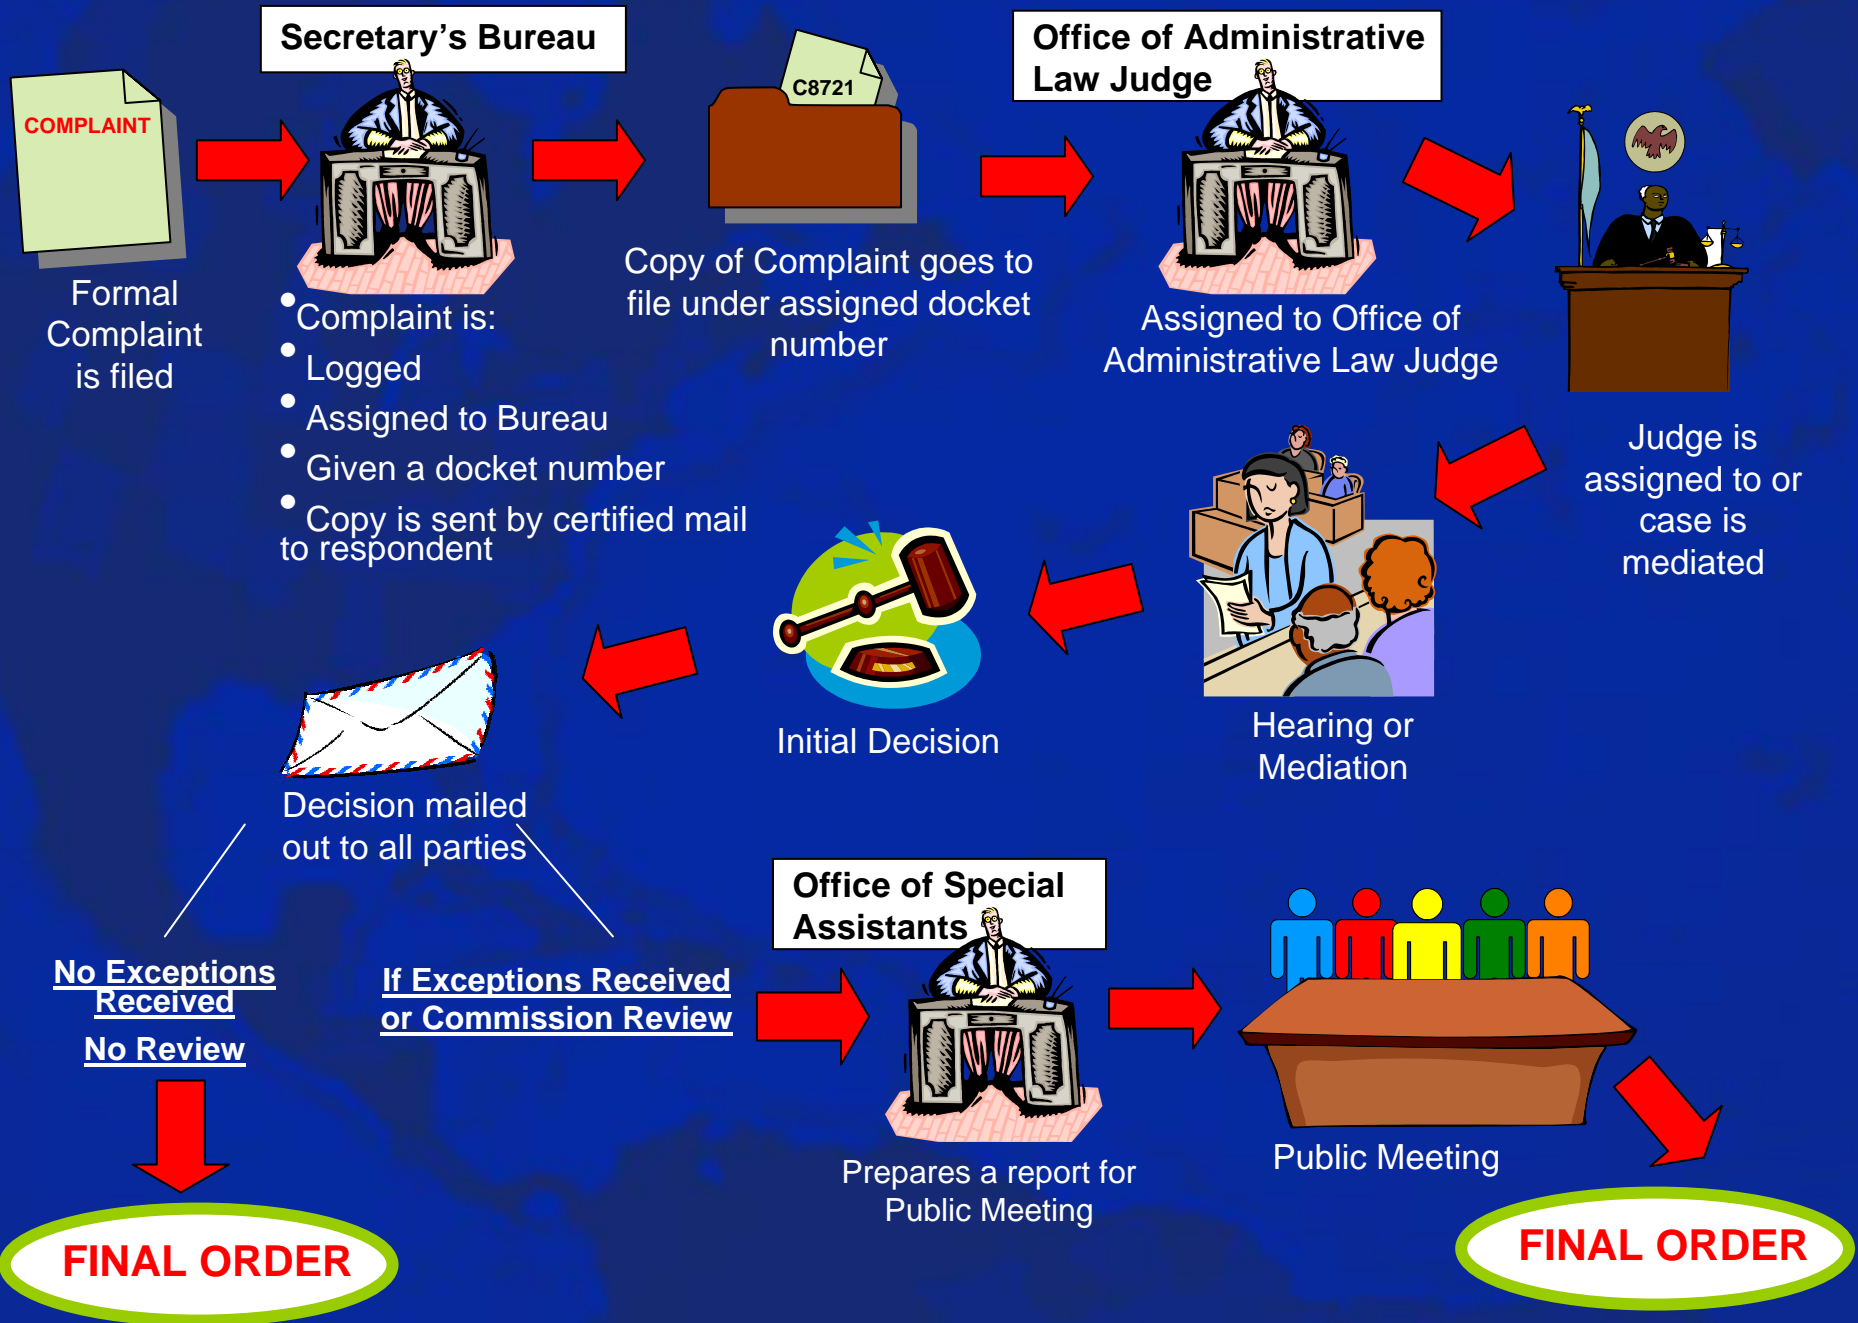 Secretary's Bureau
Office of Administrative
Law Judge
COMPLAINT
C8721
Formal
Complaint
is filed
•Complaint is:
• Logged
• Assigned to Bureau
• Given a docket number
• Copy is sent by certified mail
to respondent
Copy of Complaint goes to
file under assigned docket
number
Assigned to Office of
Administrative Law Judge
Judge is
assigned to or
case is
mediated
Hearing or
Mediation
Initial Decision
Decision mailed
out to all parties
No Exceptions
Received
No Review
FINAL ORDER
If Exceptions Received
or Commission Review
Office of Special
Assistants
Prepares a report for
Public Meeting
Public Meeting
FINAL ORDER